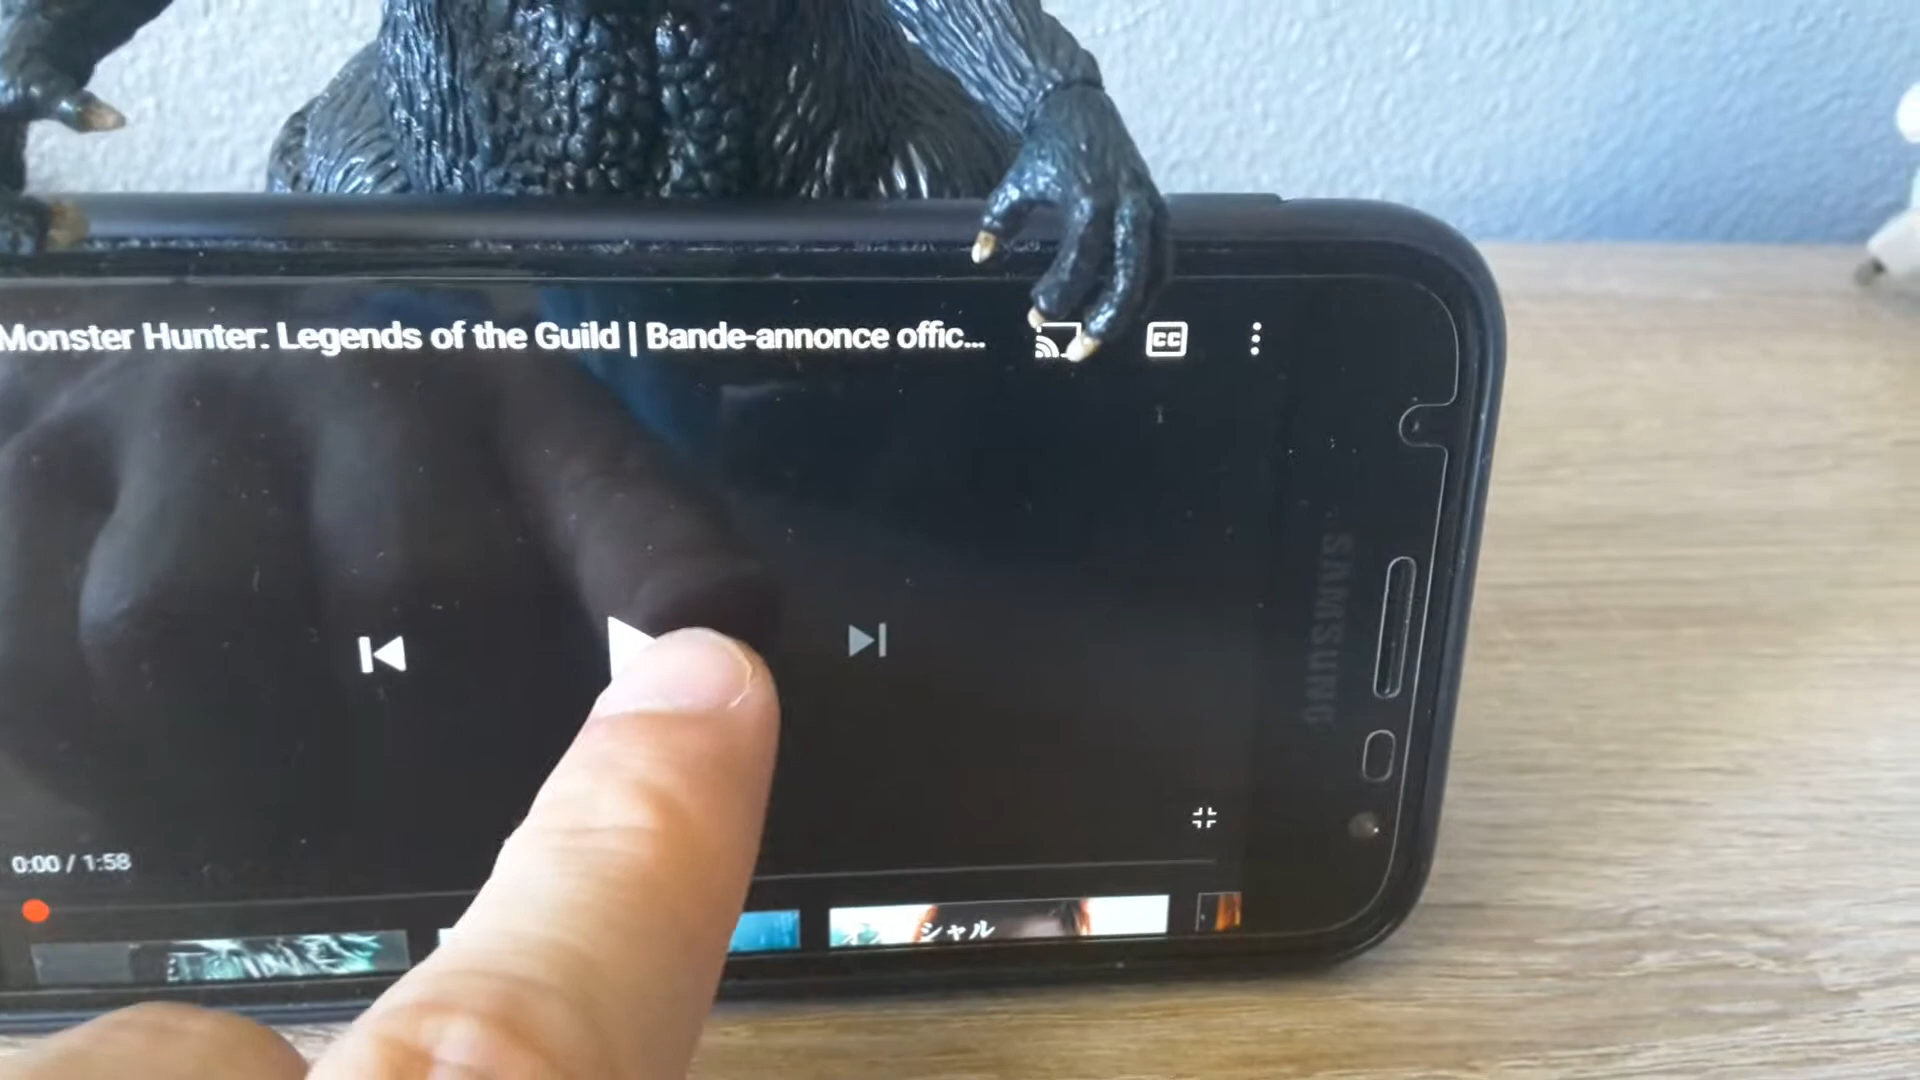 Monster Hunter: Legends of the Guild | Bande-annonce offic...
CC
SAMSUNG
0:00 / 1:58
シャル